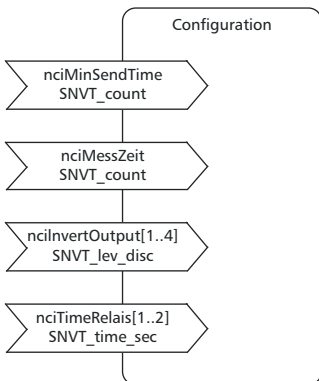 Configuration
nciMinSendTime
SNVT_count
nciMessZeit
SNVT_count
nciInvertOutput[1..4]
SNVT_lev_disc
nciTimeRelais[1..2]
SNVT_time_sec